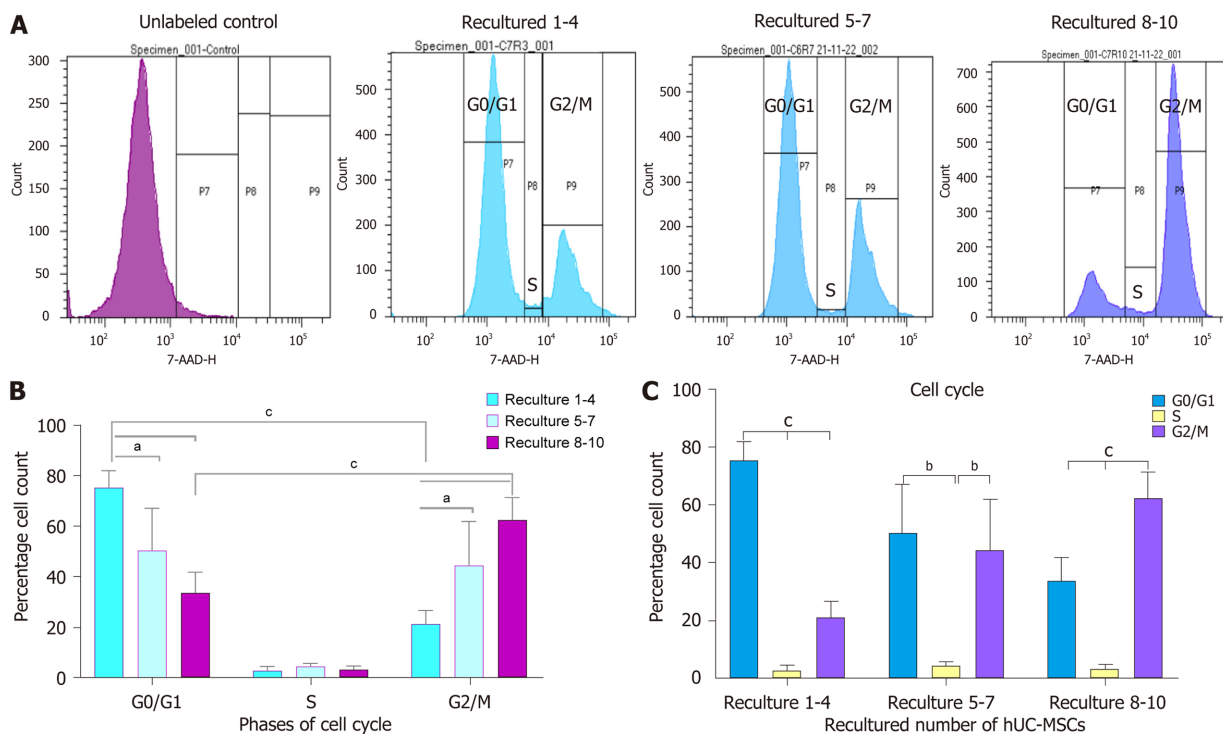 A
Unlabeled control
Specimen_001-Control
Count
300
250
200
150
100
50
0
P7
P8
P9
10²
10³
10⁴
10⁵
7-AAD-H
Recultured 1-4
Specimen_001-C7R3_001
Count
500
400
300
200
100
0
G0/G1
G2/M
P7
P8
P9
S
10²
10³
10⁴
10⁵
7-AAD-H
Recultured 5-7
Specimen_001-C6R7 21-11-22_002
Count
500
400
300
200
100
0
G0/G1
G2/M
P7
P8
P9
S
10²
10³
10⁴
10⁵
7-AAD-H
Recultured 8-10
Specimen_001-C7R10 21-11-22_001
Count
700
600
500
400
300
200
100
0
G0/G1
G2/M
P7
P8
P9
S
10²
10³
10⁴
10⁵
7-AAD-H
B
Reculture 1-4
Reculture 5-7
Reculture 8-10
Percentage cell count
100
80
60
40
20
0
c
a
c
a
G0/G1
S
G2/M
Phases of cell cycle
C
Cell cycle
G0/G1
S
G2/M
Percentage cell count
100
75
60
40
20
0
c
b
b
c
Reculture 1-4
Reculture 5-7
Reculture 8-10
Recultured number of hUC-MSCs